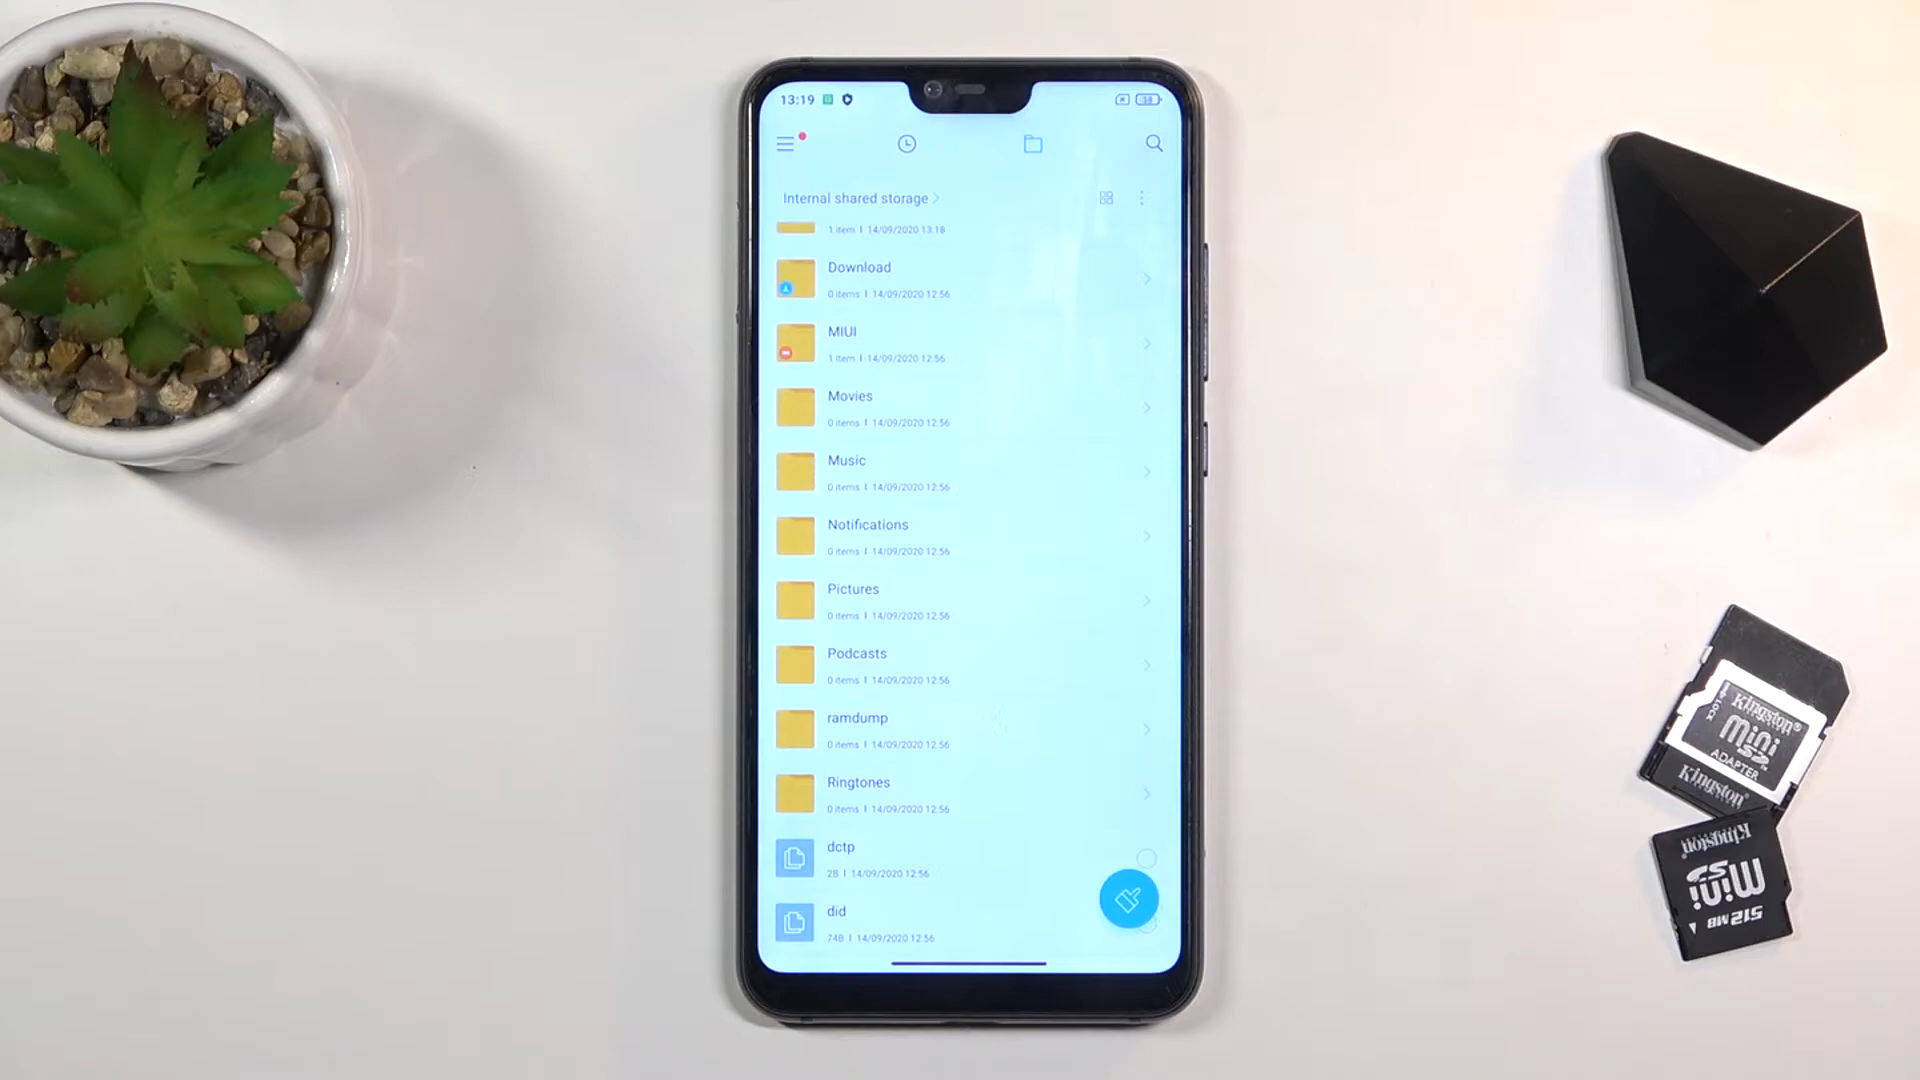 13:19
58
Internal shared storage
1 item | 14/09/2020 13:18
Download
0 items | 14/09/2020 12:56
MIUI
1 item | 14/09/2020 12:56
Movies
0 items | 14/09/2020 12:56
Music
0 items | 14/09/2020 12:56
Notifications
0 items | 14/09/2020 12:56
Pictures
0 items | 14/09/2020 12:56
Podcasts
0 items | 14/09/2020 12:56
ramdump
0 items | 14/09/2020 12:56
Ringtones
0 items | 14/09/2020 12:56
dctp
2B | 14/09/2020 12:56
did
74B | 14/09/2020 12:56
LOCK
Kingston®
mini
SD
ADAPTER
Kingston®
Kingston®
mini
SD
512 MB